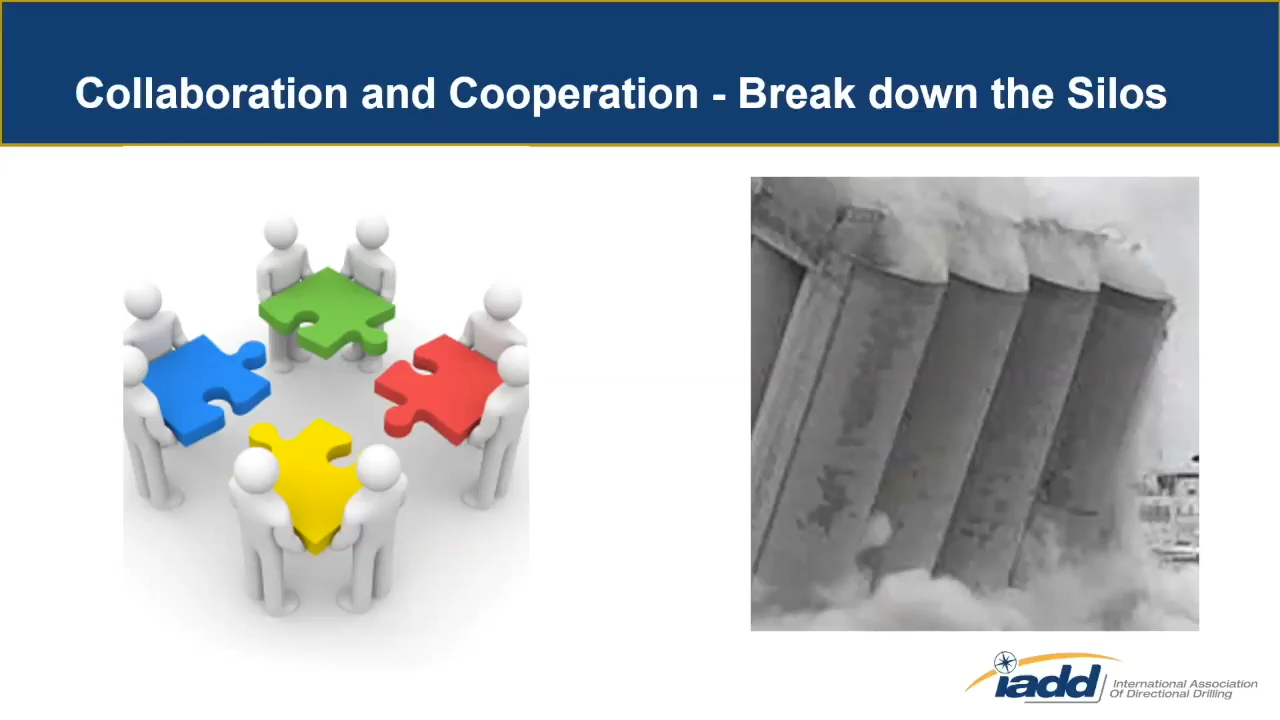 Collaboration and Cooperation - Break down the Silos
iadd
International Association
Of Directional Drilling